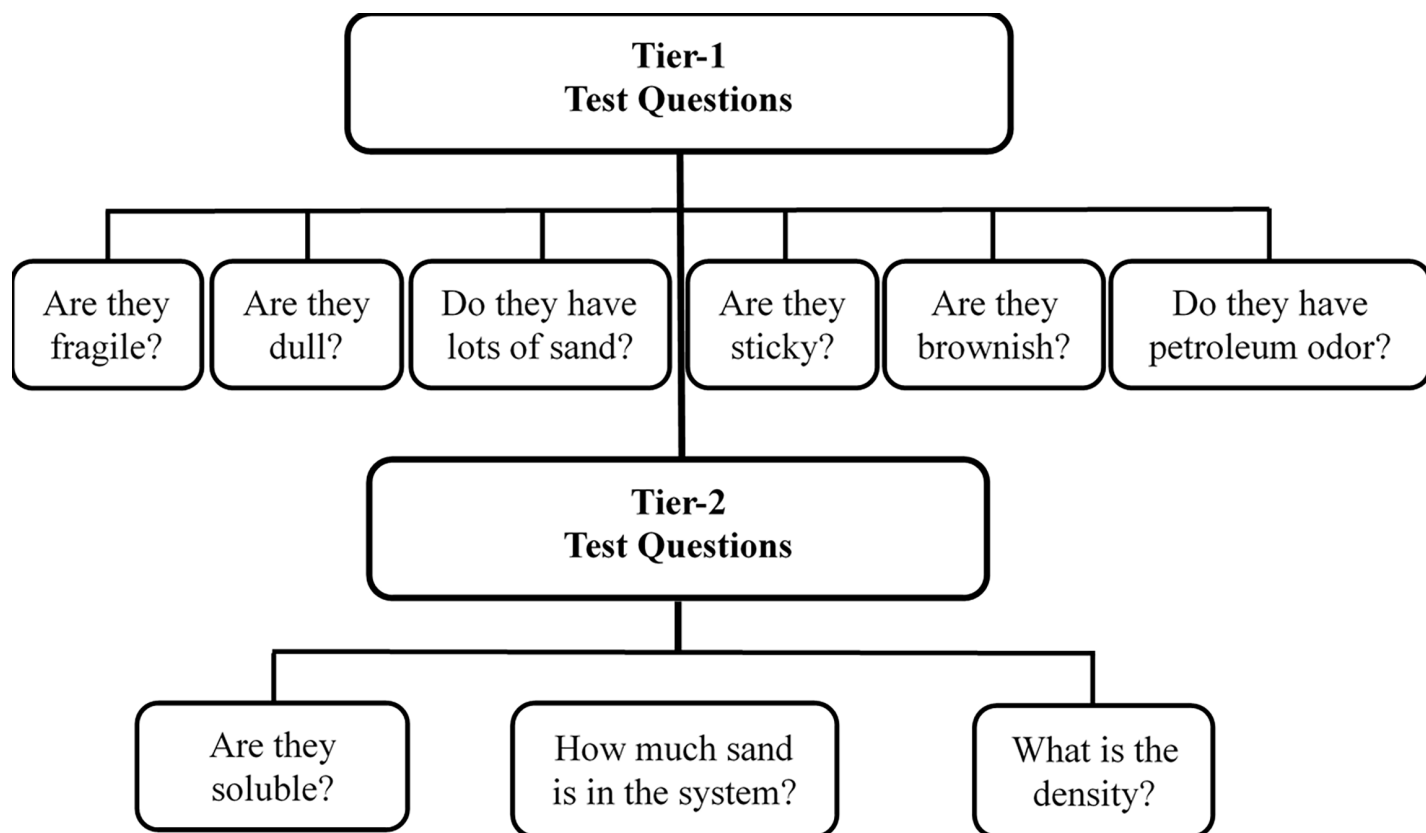 Tier-1
Test Questions
Are they
fragile?
Are they
dull?
Do they have
lots of sand?
Are they
sticky?
Are they
brownish?
Do they have
petroleum odor?
Tier-2
Test Questions
Are they
soluble?
How much sand
is in the system?
What is the
density?